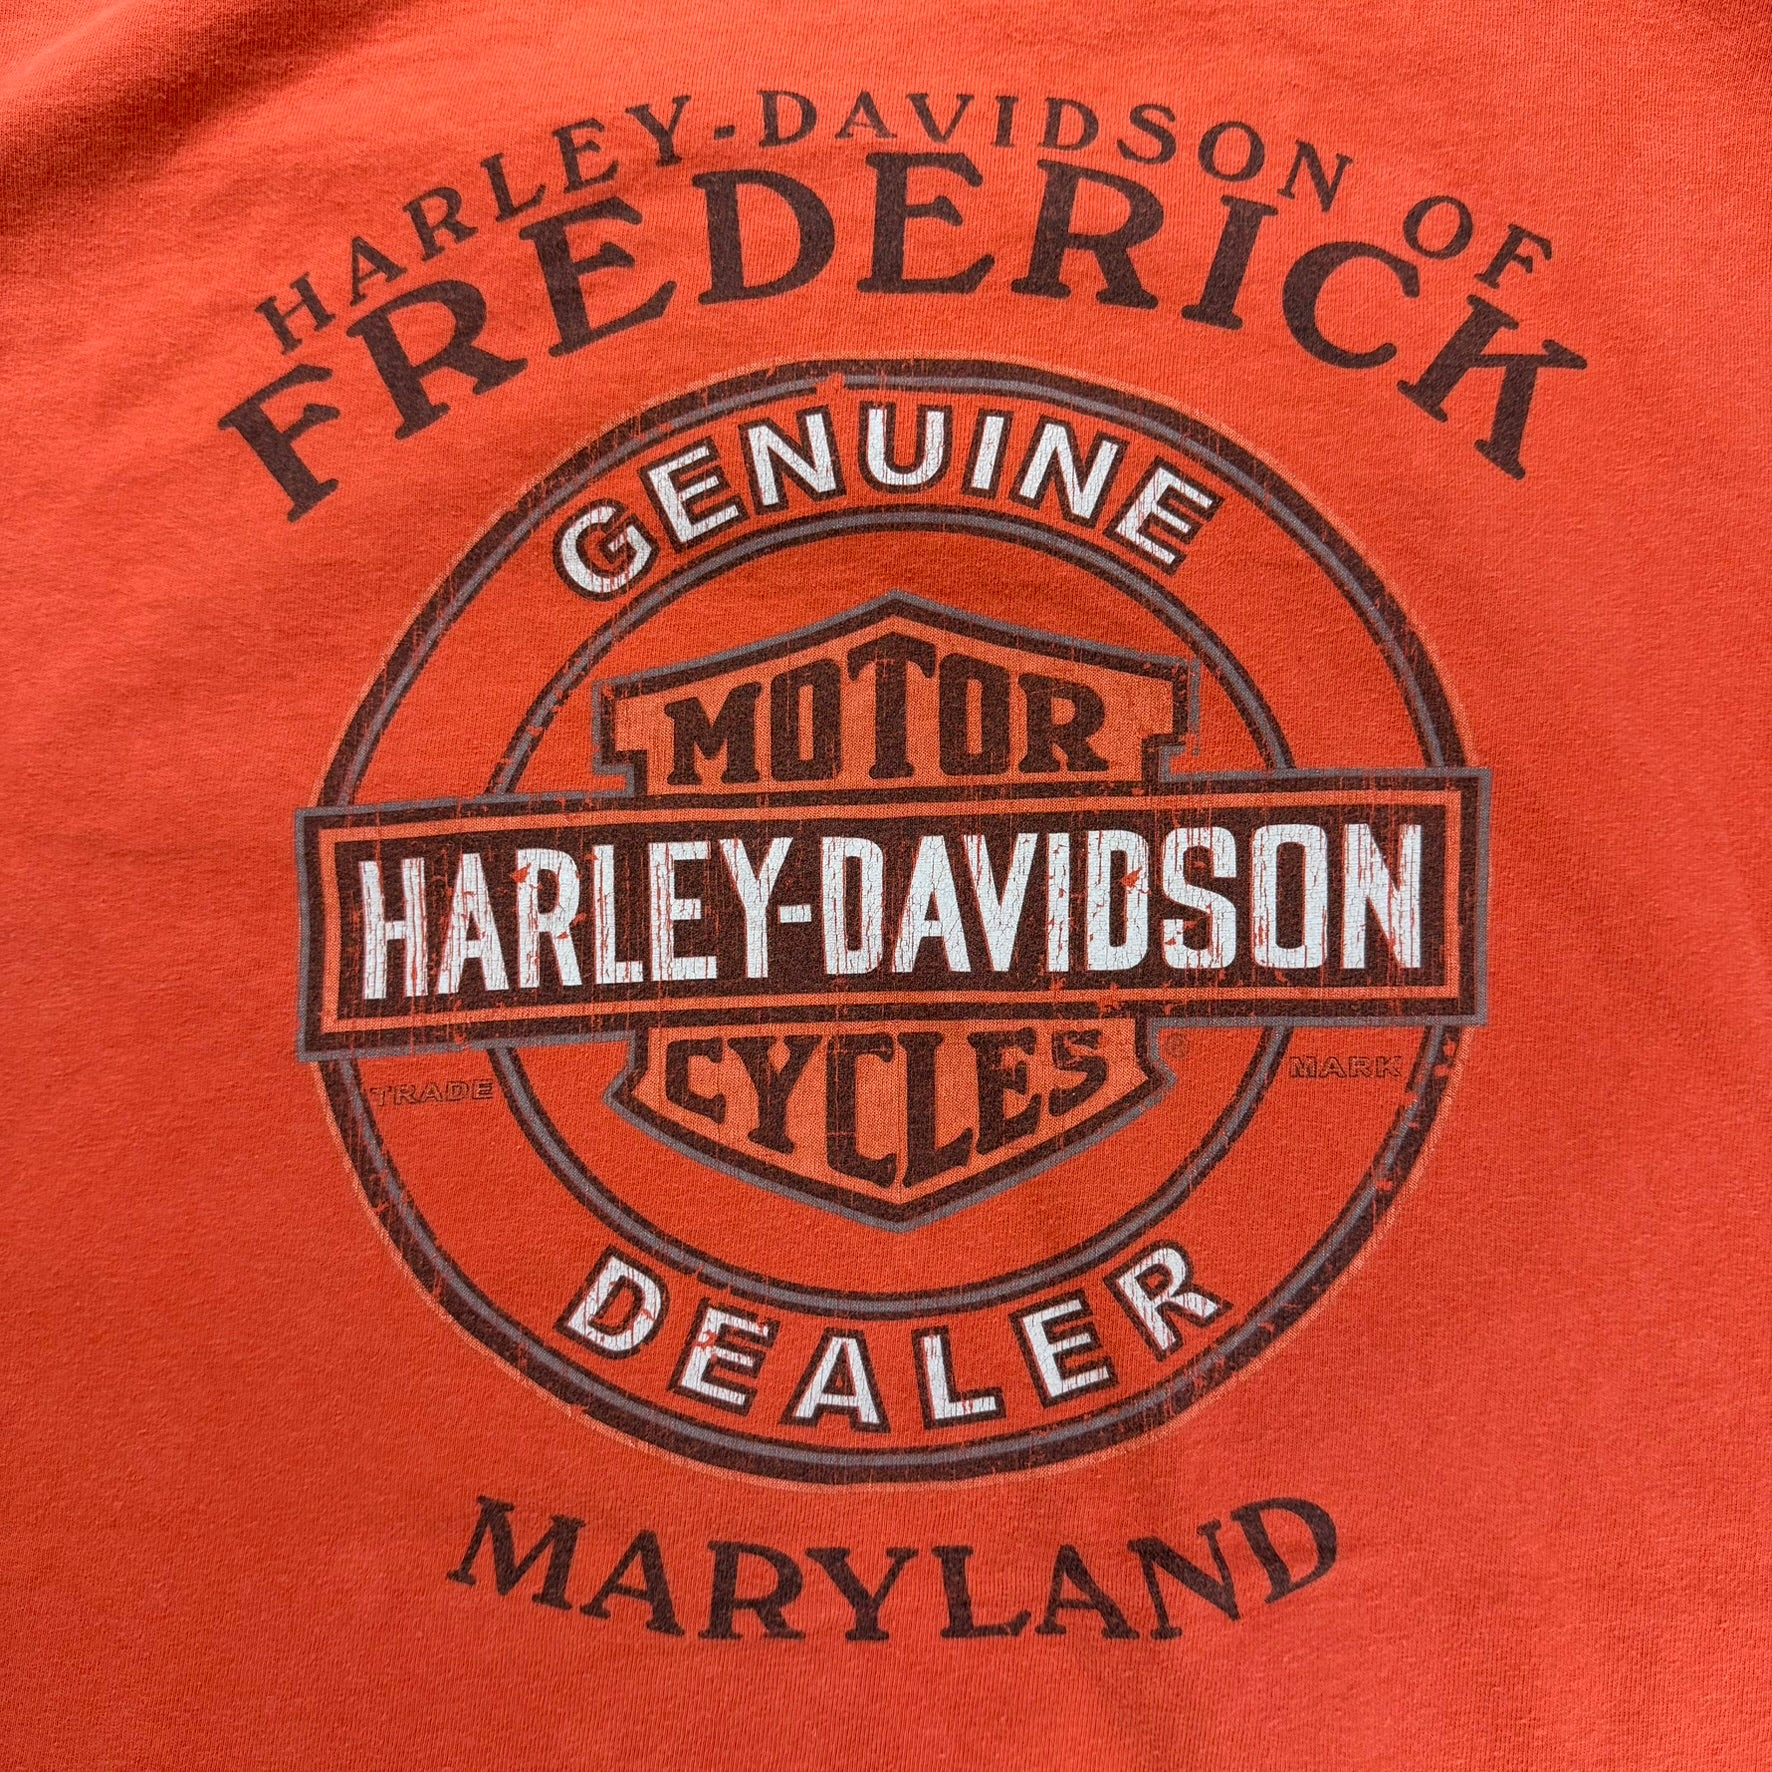 HARLEY-DAVIDSON OF
FREDERICK
GENUINE
MOTOR
HARLEY-DAVIDSON
CYCLES ®
TRADE MARK
DEALER
MARYLAND